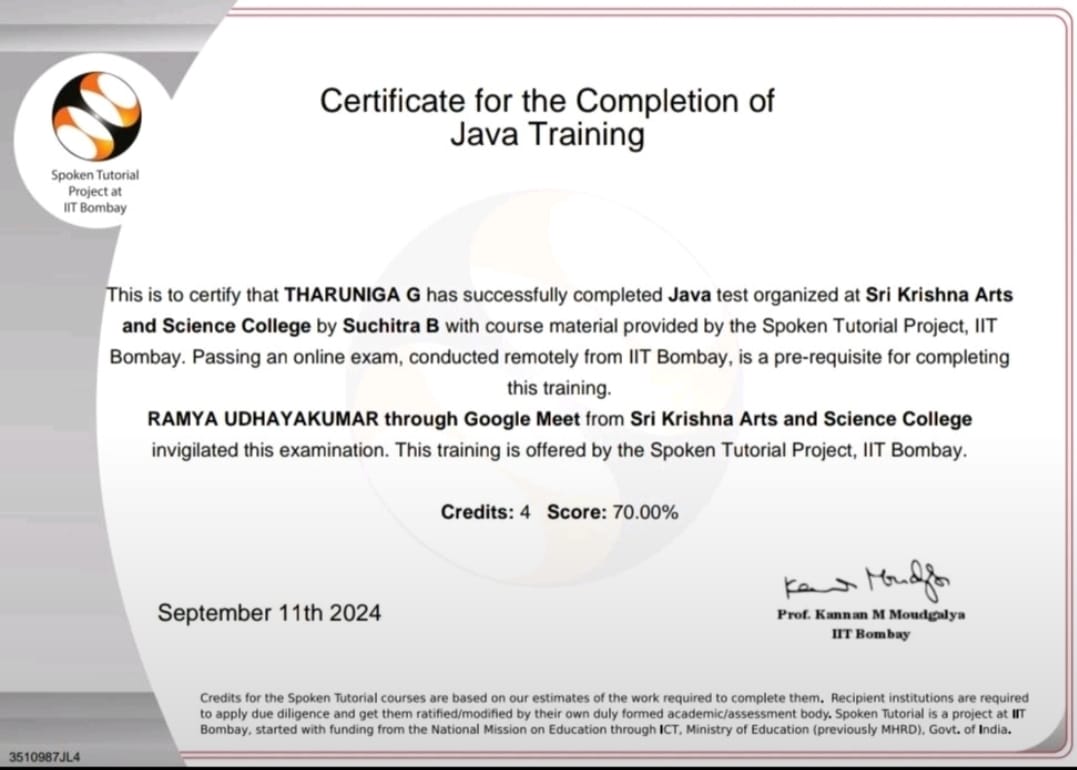 Spoken Tutorial
Project at
IIT Bombay
Certificate for the Completion of
Java Training
This is to certify that THARUNIGA G has successfully completed Java test organized at Sri Krishna Arts
and Science College by Suchitra B with course material provided by the Spoken Tutorial Project, IIT
Bombay. Passing an online exam, conducted remotely from IIT Bombay, is a pre-requisite for completing
this training.
RAMYA UDHAYAKUMAR through Google Meet from Sri Krishna Arts and Science College
invigilated this examination. This training is offered by the Spoken Tutorial Project, IIT Bombay.
Credits: 4 Score: 70.00%
September 11th 2024
Prof. Kannan M Moudgalya
IIT Bombay
Credits for the Spoken Tutorial courses are based on our estimates of the work required to complete them. Recipient institutions are required
to apply due diligence and get them ratified/modified by their own duly formed academic/assessment body. Spoken Tutorial is a project at IIT
Bombay, started with funding from the National Mission on Education through ICT, Ministry of Education (previously MHRD), Govt. of India.
3510987JL4